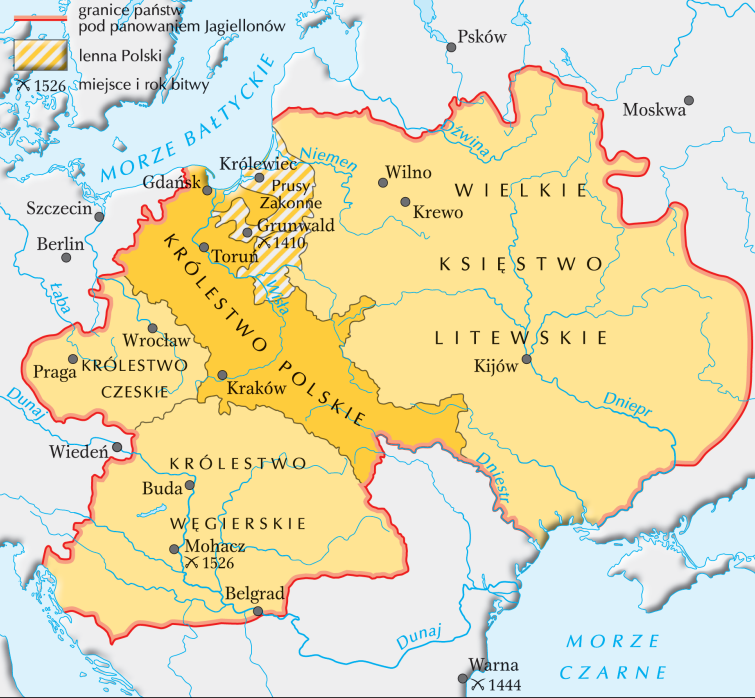 granice państw
pod panowaniem Jagiellonów
lenna Polski
1526 miejsce i rok bitwy
Psków
Moskwa
MORZE BAŁTYCKIE
Dźwina
Niemen
Królewiec
Gdańsk
Prusy
Zakonne
Wilno
Krewo
WIELKIE
KSIĘSTWO
LITEWSKIE
Szczecin
Berlin
Grunwald
1410
Toruń
Łaba
Wisła
KRÓLESTWO POLSKIE
Wrocław
Praga
KRÓLESTWO
CZESKIE
Kraków
Kijów
Dniepr
Dunaj
Wiedeń
Dniestr
KRÓLESTWO
Buda
WĘGIERSKIE
Mohacz
1526
Belgrad
Dunaj
MORZE
CZARNE
Warna
1444